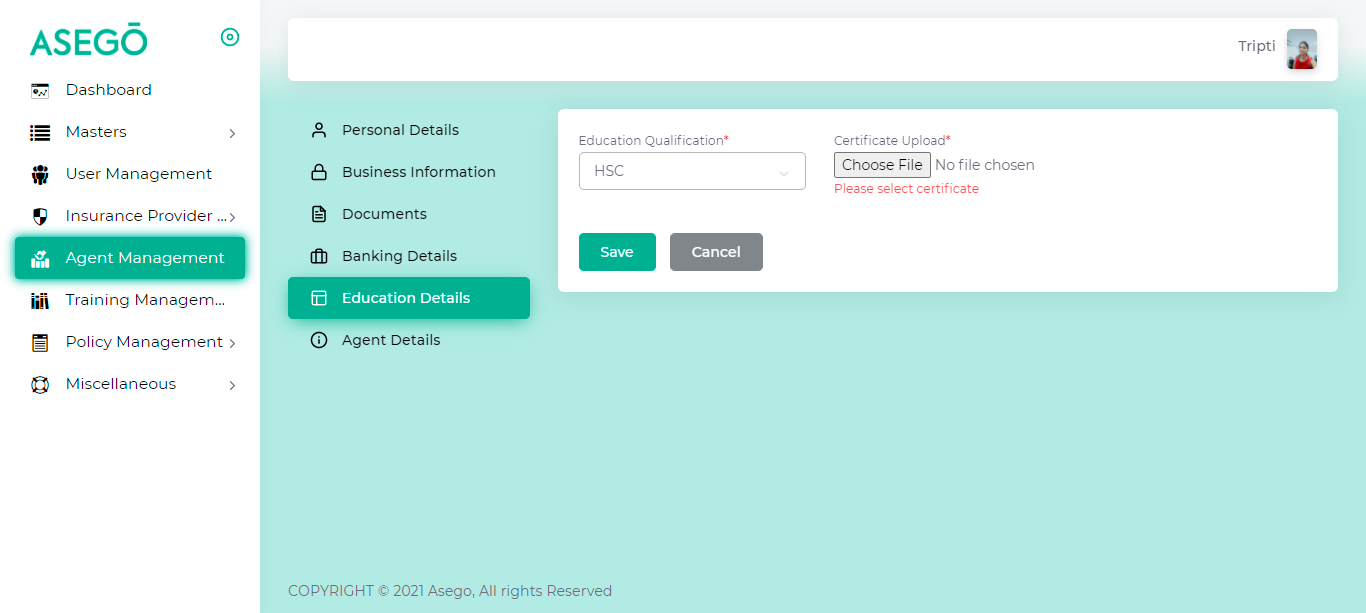 ASEGŌ
Dashboard
Masters
User Management
Insurance Provider ...
Agent Management
Training Managem...
Policy Management
Miscellaneous
Tripti
Personal Details
Business Information
Documents
Banking Details
Education Details
Agent Details
Education Qualification*
HSC
Certificate Upload*
Choose File No file chosen
Please select certificate
Save
Cancel
COPYRIGHT © 2021 Asego, All rights Reserved